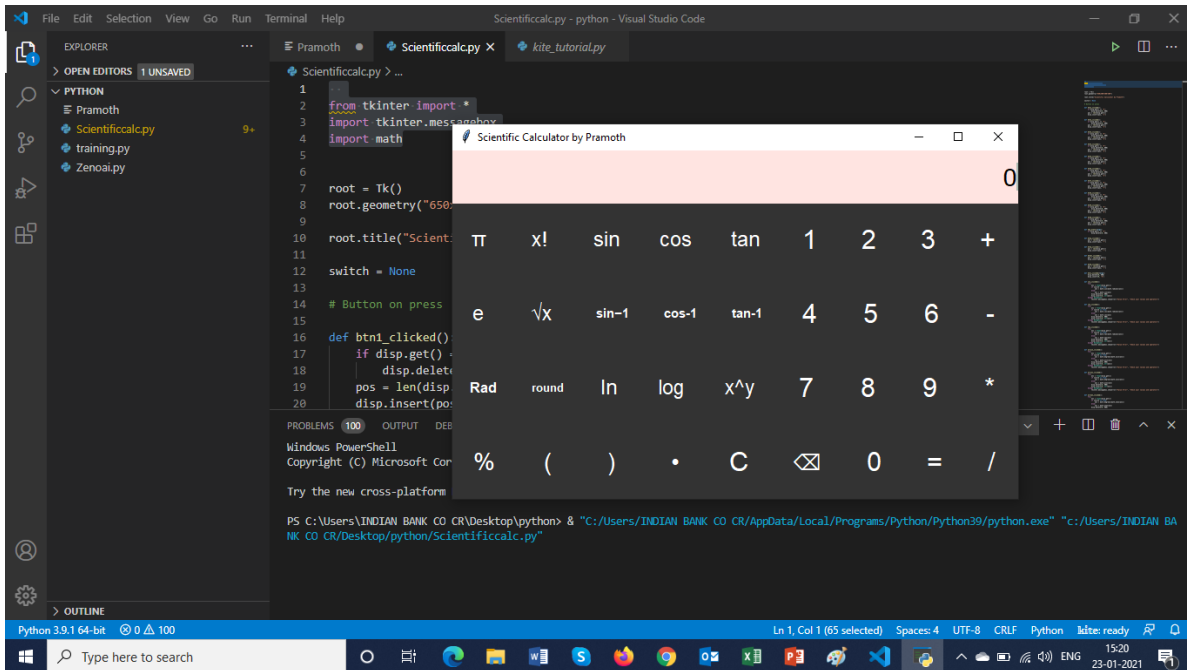 File Edit Selection View Go Run Terminal Help
Scientificcalc.py - python - Visual Studio Code
EXPLORER
Pramoth
Scientificcalc.py
kite_tutorial.py
OPEN EDITORS 1 UNSAVED
PYTHON
Pramoth
Scientificcalc.py 9+
training.py
Zenoai.py
OUTLINE
Scientificcalc.py > ...
1
2 from tkinter import *
3 import tkinter.messagebox
4 import math
5
6
7 root = Tk()
8 root.geometry("650
9
10 root.title("Scient
11
12 switch = None
13
14 # Button on press
15
16 def btn1_clicked():
17 if disp.get() =
18 disp.delete
19 pos = len(disp.
20 disp.insert(pos
Scientific Calculator by Pramoth
0
π x! sin cos tan 1 2 3 +
e √x sin−1 cos-1 tan-1 4 5 6 -
Rad round ln log x^y 7 8 9 *
% ( ) • C ⌫ 0 = /
PROBLEMS 100 OUTPUT DEB
Windows PowerShell
Copyright (C) Microsoft Cor
Try the new cross-platform
PS C:\Users\INDIAN BANK CO CR\Desktop\python> & "C:/Users/INDIAN BANK CO CR/AppData/Local/Programs/Python/Python39/python.exe" "c:/Users/INDIAN BA
NK CO CR/Desktop/python/Scientificcalc.py"
Python 3.9.1 64-bit 0 100
Ln 1, Col 1 (65 selected) Spaces: 4 UTF-8 CRLF Python kite: ready
Type here to search
ENG
15:20
23-01-2021